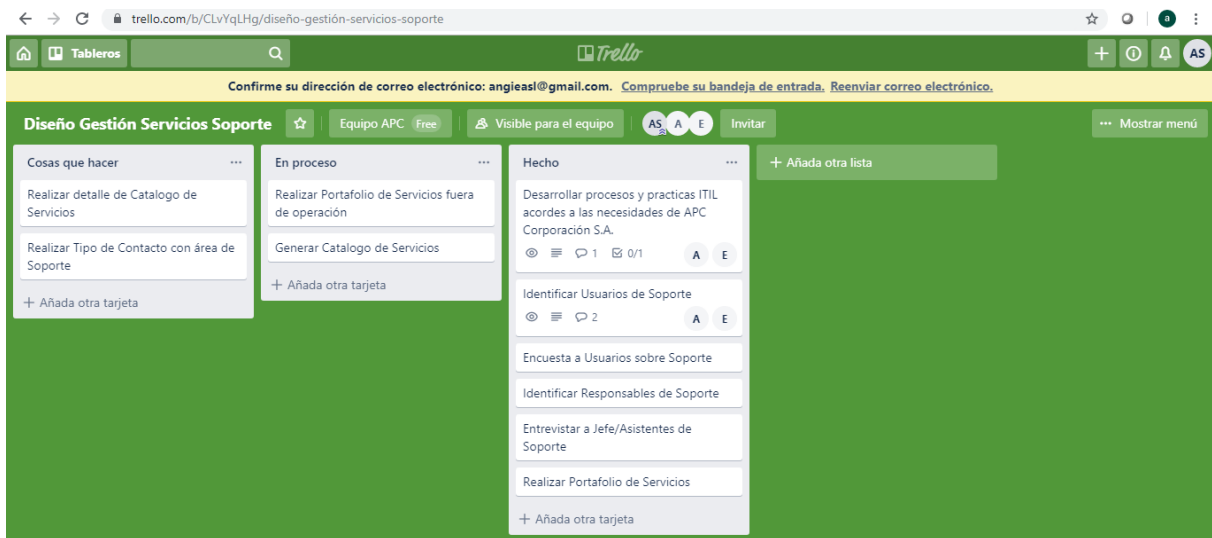 trello.com/b/CLvYqLHg/diseño-gestión-servicios-soporte
a
Tableros
Trello
AS
Confirme su dirección de correo electrónico: angieasl@gmail.com. Compruebe su bandeja de entrada. Reenviar correo electrónico.
Diseño Gestión Servicios Soporte
Equipo APC Free
Visible para el equipo
AS A E
Invitar
Mostrar menú
Cosas que hacer
Realizar detalle de Catalogo de
Servicios
Realizar Tipo de Contacto con área de
Soporte
+ Añada otra tarjeta
En proceso
Realizar Portafolio de Servicios fuera
de operación
Generar Catalogo de Servicios
+ Añada otra tarjeta
Hecho
Desarrollar procesos y practicas ITIL
acordes a las necesidades de APC
Corporación S.A.
1 0/1 A E
Identificar Usuarios de Soporte
2 A E
Encuesta a Usuarios sobre Soporte
Identificar Responsables de Soporte
Entrevistar a Jefe/Asistentes de
Soporte
Realizar Portafolio de Servicios
+ Añada otra tarjeta
+ Añada otra lista